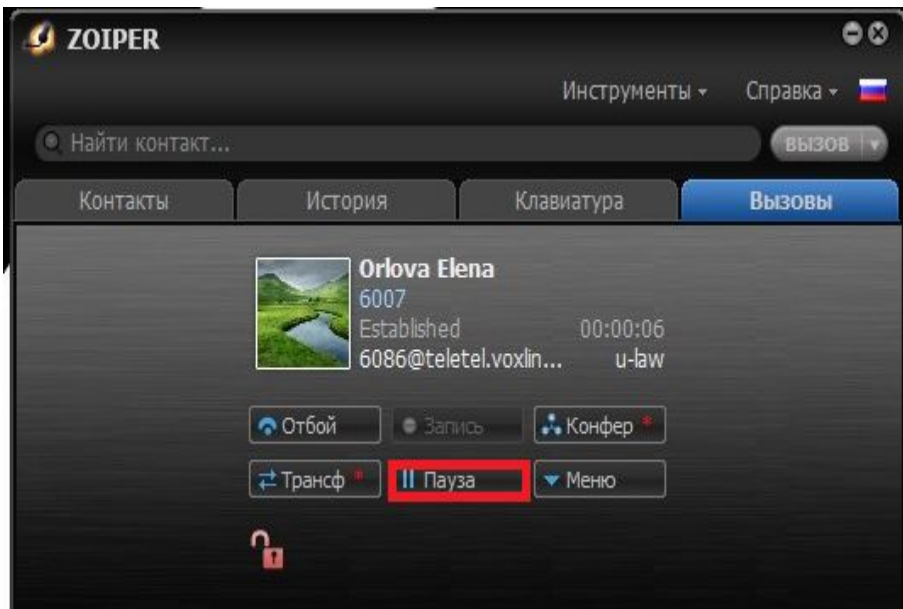 ZOIPER
Инструменты Справка
Найти контакт... вызов
Контакты История Клавиатура Вызовы
Orlova Elena
6007
Established 00:00:06
6086@teletel.voxlin... u-law
Отбой Запись Конфер *
Трансф * Пауза Меню